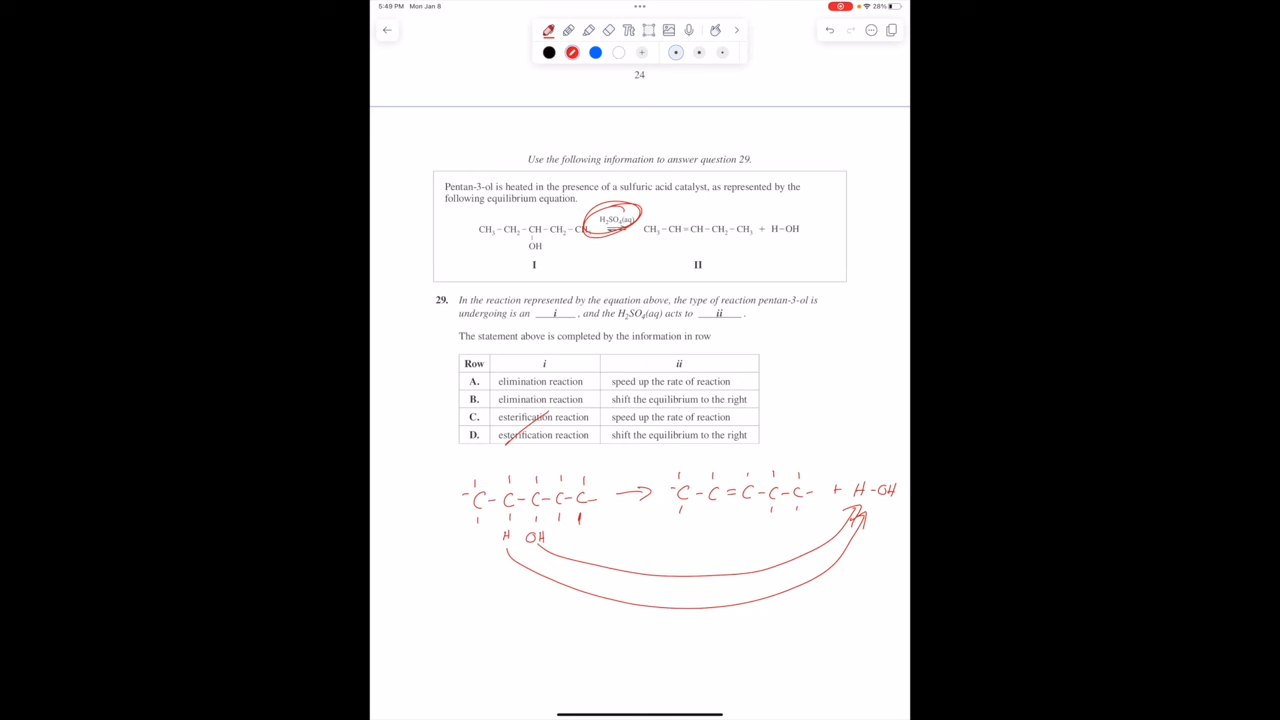 5:49 PM Mon Jan 8
28%
24
Use the following information to answer question 29.
Pentan-3-ol is heated in the presence of a sulfuric acid catalyst, as represented by the
following equilibrium equation.
H₂SO₄(aq)
CH₃ – CH₂ – CH – CH₂ – CH₃ ⇌ CH₃ – CH = CH – CH₂ – CH₃ + H – OH
OH
I II
29. In the reaction represented by the equation above, the type of reaction pentan-3-ol is
undergoing is an i , and the H₂SO₄(aq) acts to ii .
The statement above is completed by the information in row
Row i ii
A. elimination reaction speed up the rate of reaction
B. elimination reaction shift the equilibrium to the right
C. esterification reaction speed up the rate of reaction
D. esterification reaction shift the equilibrium to the right
- C - C - C - C - C - → - C - C = C - C - C - + H - OH
H OH